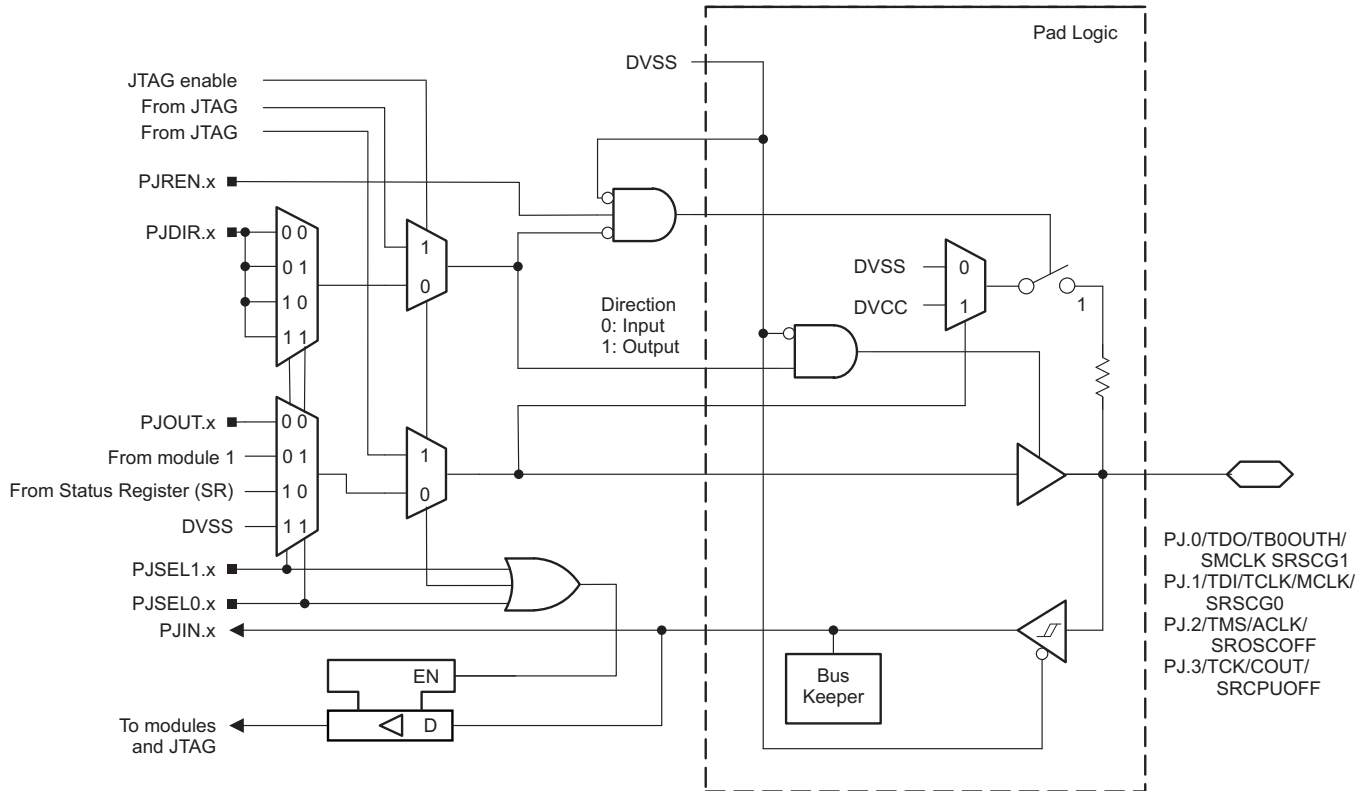 Pad Logic
DVSS
JTAG enable
From JTAG
From JTAG
PJREN.x
PJDIR.x
0 0
0 1
1 0
1 1
1
0
Direction
0: Input
1: Output
DVSS
DVCC
0
1
1
PJOUT.x
From module 1
From Status Register (SR)
DVSS
0 0
0 1
1 0
1 1
1
0
PJSEL1.x
PJSEL0.x
PJIN.x
EN
D
To modules
and JTAG
Bus
Keeper
PJ.0/TDO/TB0OUTH/
SMCLK SRSCG1
PJ.1/TDI/TCLK/MCLK/
SRSCG0
PJ.2/TMS/ACLK/
SROSCOFF
PJ.3/TCK/COUT/
SRCPUOFF